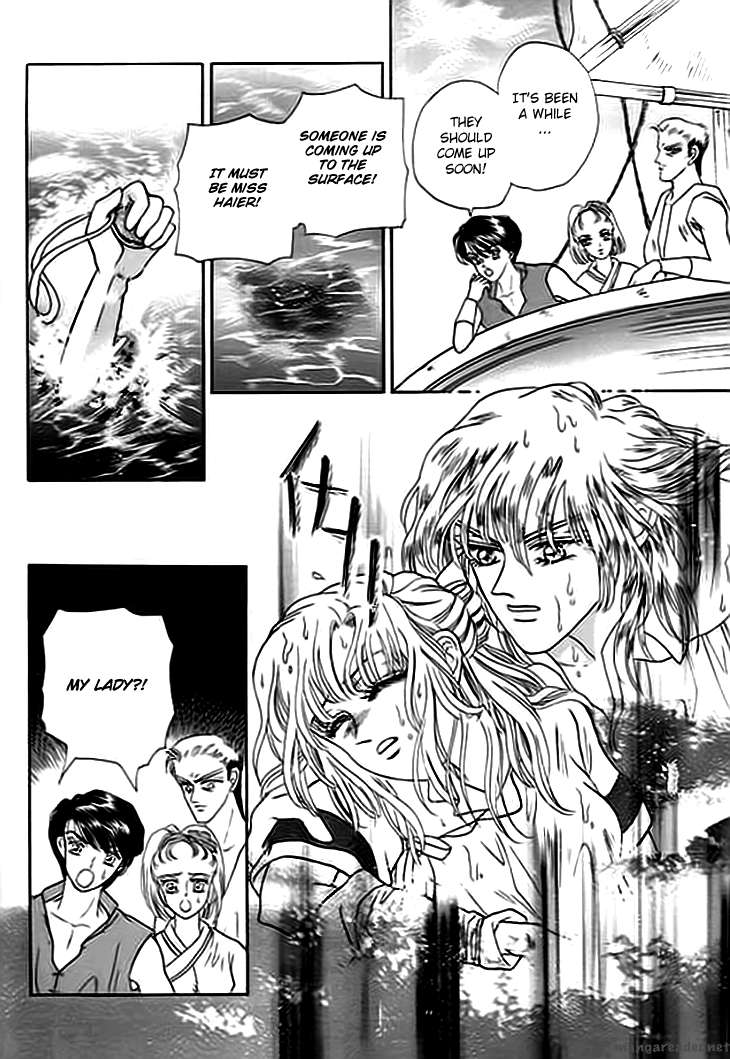 IT'S BEEN
A WHILE
...
THEY
SHOULD
COME UP
SOON!
SOMEONE IS
COMING UP
TO THE
SURFACE!
IT MUST
BE MISS
HAIER!
MY LADY?!